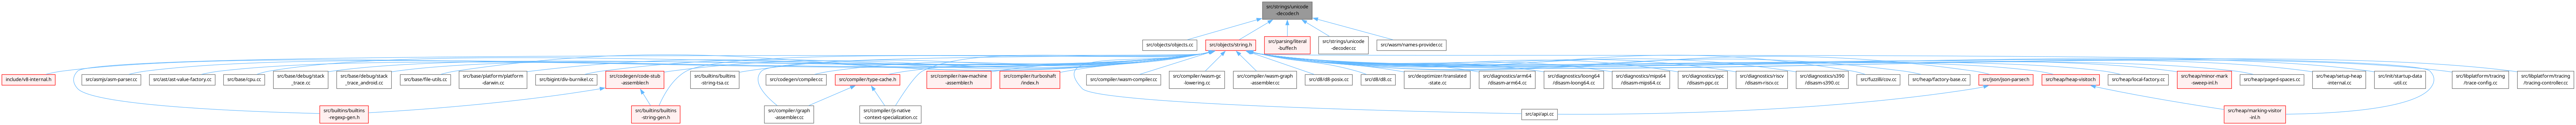 src/strings/unicode
-decoder.h
src/objects/objects.cc
src/objects/string.h
src/parsing/literal
-buffer.h
src/strings/unicode
-decoder.cc
src/wasm/names-provider.cc
include/v8-internal.h
src/asmjs/asm-parser.cc
src/ast/ast-value-factory.cc
src/base/cpu.cc
src/base/debug/stack
_trace.cc
src/base/debug/stack
_trace_android.cc
src/base/file-utils.cc
src/base/platform/platform
-darwin.cc
src/bigint/div-burnikel.cc
src/codegen/code-stub
-assembler.h
src/builtins/builtins
-string-tsa.cc
src/codegen/compiler.cc
src/compiler/type-cache.h
src/compiler/raw-machine
-assembler.h
src/compiler/turboshaft
/index.h
src/compiler/wasm-compiler.cc
src/compiler/wasm-gc
-lowering.cc
src/compiler/wasm-graph
-assembler.cc
src/d8/d8-posix.cc
src/d8/d8.cc
src/deoptimizer/translated
-state.cc
src/diagnostics/arm64
/disasm-arm64.cc
src/diagnostics/loong64
/disasm-loong64.cc
src/diagnostics/mips64
/disasm-mips64.cc
src/diagnostics/ppc
/disasm-ppc.cc
src/diagnostics/riscv
/disasm-riscv.cc
src/diagnostics/s390
/disasm-s390.cc
src/fuzzilli/cov.cc
src/heap/factory-base.cc
src/json/json-parser.h
src/heap/heap-visitor.h
src/heap/local-factory.cc
src/heap/minor-mark
-sweep-inl.h
src/heap/paged-spaces.cc
src/heap/setup-heap
-internal.cc
src/init/startup-data
-util.cc
src/libplatform/tracing
/trace-config.cc
src/libplatform/tracing
/tracing-controller.cc
src/builtins/builtins
-regexp-gen.h
src/builtins/builtins
-string-gen.h
src/compiler/graph
-assembler.cc
src/compiler/js-native
-context-specialization.cc
src/api/api.cc
src/heap/marking-visitor
-inl.h